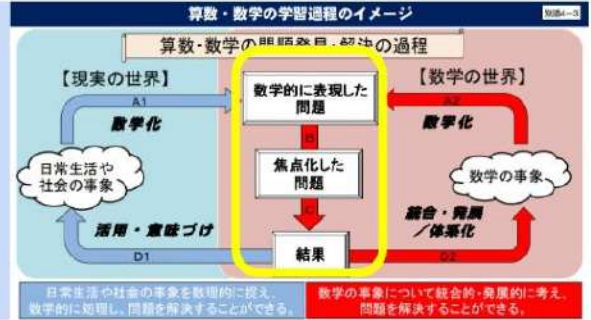 算数・数学の学習過程のイメージ
別添4-3
算数・数学の問題発見・解決の過程
【現実の世界】
【数学の世界】
A1
数学化
数学的に表現した
問題
A2
数学化
B
焦点化した
問題
日常生活や
社会の事象
数学の事象
C
活用・意味づけ
統合・発展
/体系化
D1
結果
D2
日常生活や社会の事象を数理的に捉え、
数学的に処理し、問題を解決することができる。
数学の事象について統合的・発展的に考え、
問題を解決することができる。